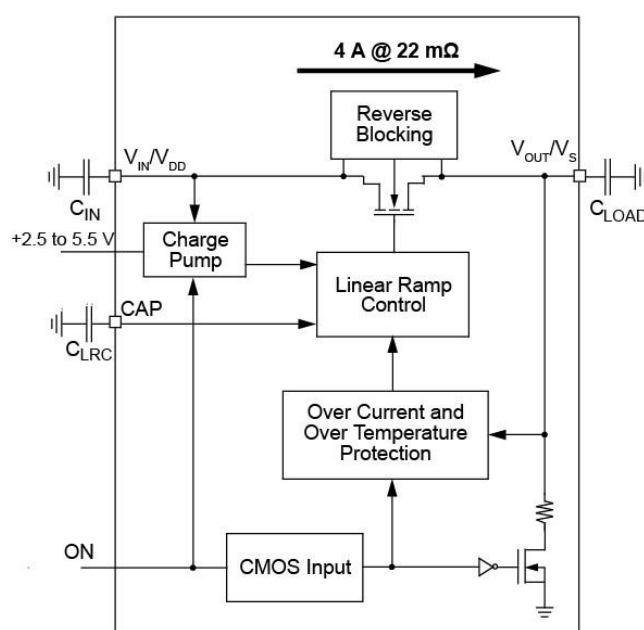 4 A @ 22 mΩ
Reverse
Blocking
VIN/VDD
VOUT/VS
CIN
CLOAD
+2.5 to 5.5 V
Charge
Pump
Linear Ramp
Control
CAP
CLRC
Over Current and
Over Temperature
Protection
ON
CMOS Input